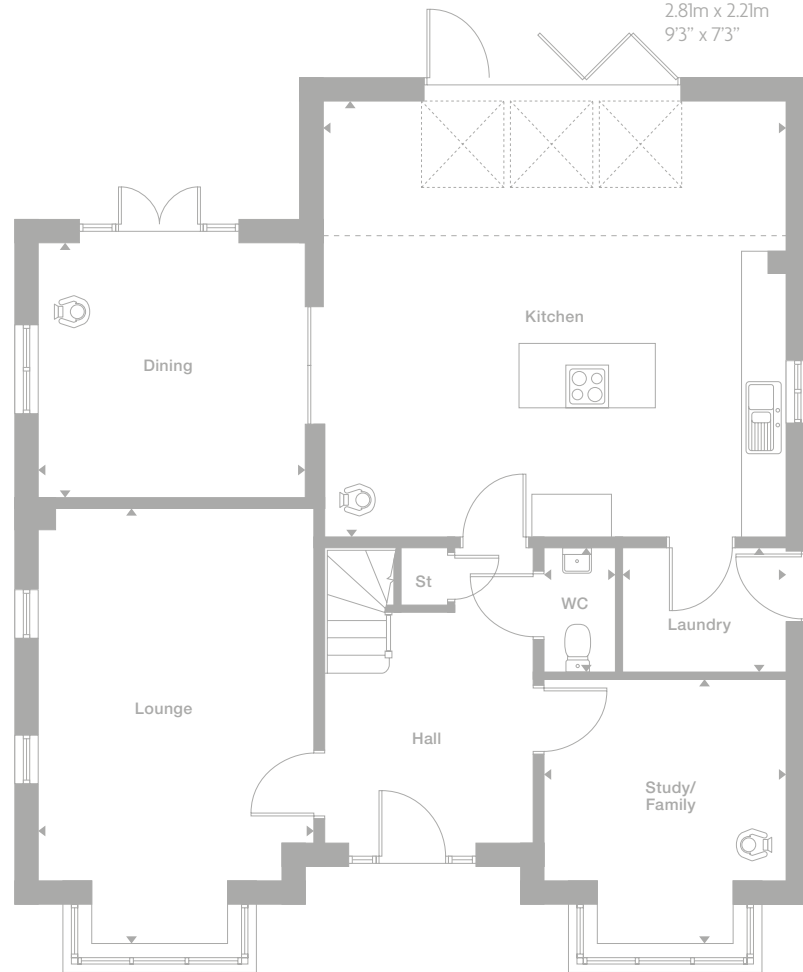 2.81m x 2.21m
9’3” x 7’3”
Kitchen
Dining
St
WC
Laundry
Lounge
Hall
Study/
Family